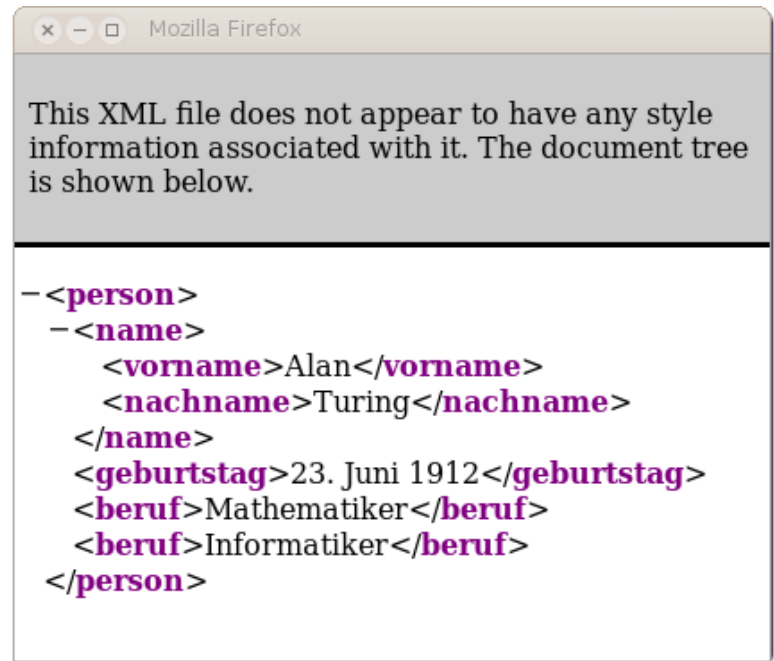 Mozilla Firefox
This XML file does not appear to have any style
information associated with it. The document tree
is shown below.
−<person>
−<name>
<vorname>Alan</vorname>
<nachname>Turing</nachname>
</name>
<geburtstag>23. Juni 1912</geburtstag>
<beruf>Mathematiker</beruf>
<beruf>Informatiker</beruf>
</person>